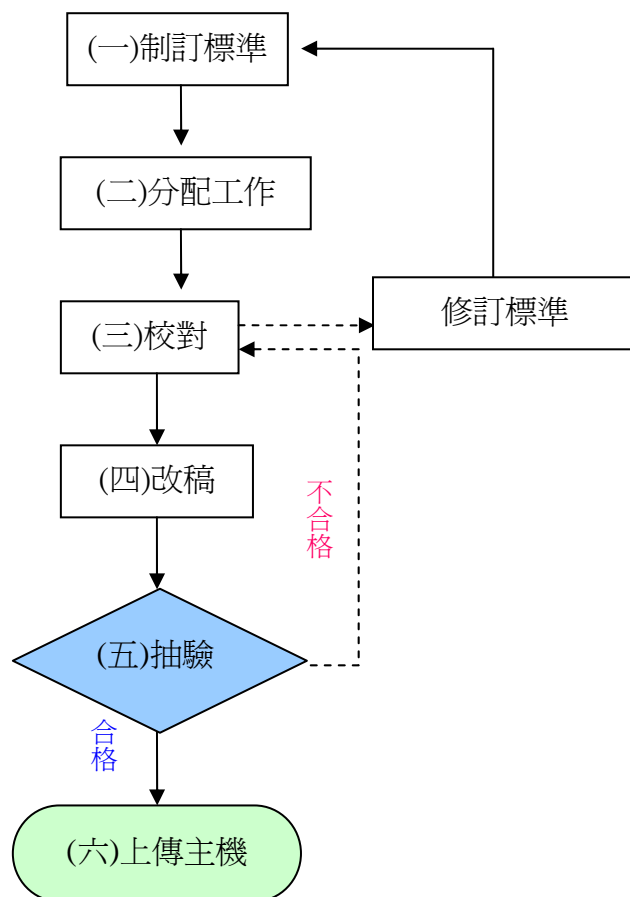 (一)制訂標準
(二)分配工作
修訂標準
(三)校對
(四)改稿
不合格
(五)抽驗
合格
(六)上傳主機